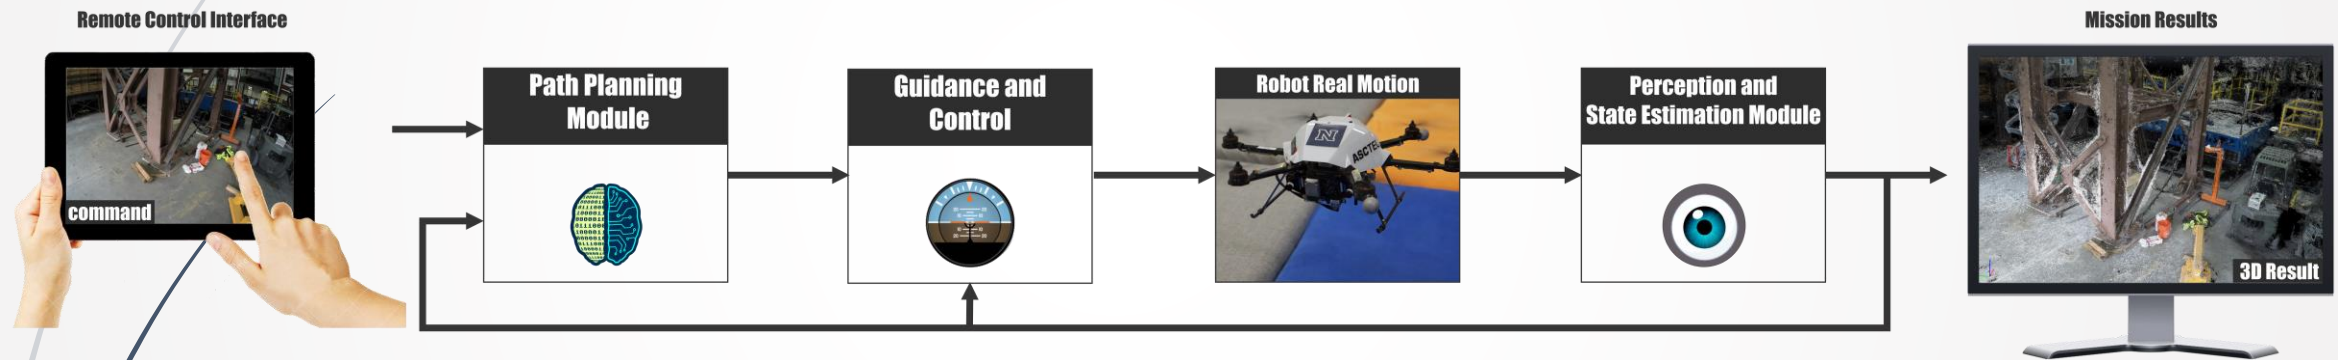 Remote Control Interface
command
Path Planning
Module
Guidance and
Control
Robot Real Motion
N
ASCTEC
Perception and
State Estimation Module
Mission Results
3D Result